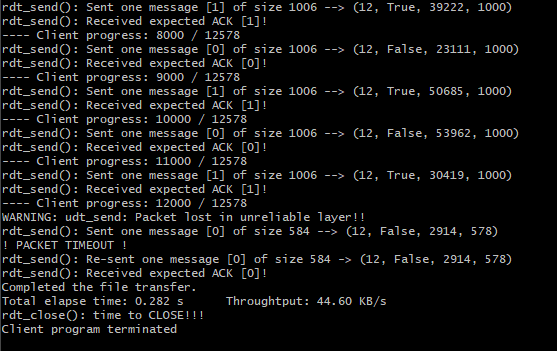 rdt_send(): Sent one message [1] of size 1006 --> (12, True, 39222, 1000)
rdt_send(): Received expected ACK [1]!
---- Client progress: 8000 / 12578
rdt_send(): Sent one message [0] of size 1006 --> (12, False, 23111, 1000)
rdt_send(): Received expected ACK [0]!
---- Client progress: 9000 / 12578
rdt_send(): Sent one message [1] of size 1006 --> (12, True, 50685, 1000)
rdt_send(): Received expected ACK [1]!
---- Client progress: 10000 / 12578
rdt_send(): Sent one message [0] of size 1006 --> (12, False, 53962, 1000)
rdt_send(): Received expected ACK [0]!
---- Client progress: 11000 / 12578
rdt_send(): Sent one message [1] of size 1006 --> (12, True, 30419, 1000)
rdt_send(): Received expected ACK [1]!
---- Client progress: 12000 / 12578
WARNING: udt_send: Packet lost in unreliable layer!!
rdt_send(): Sent one message [0] of size 584 --> (12, False, 2914, 578)
! PACKET TIMEOUT !
rdt_send(): Re-sent one message [0] of size 584 -> (12, False, 2914, 578)
rdt_send(): Received expected ACK [0]!
Completed the file transfer.
Total elapse time: 0.282 s      Throughtput: 44.60 KB/s
rdt_close(): time to CLOSE!!!
Client program terminated